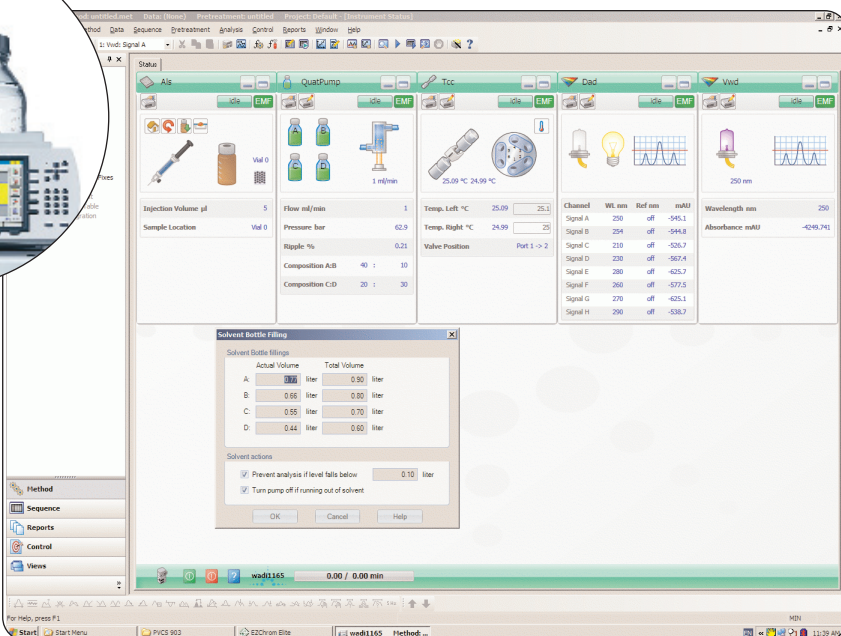 od: untitled.met Data: (None) Pretreatment: untitled Project: Default - [Instrument Status]
thod Data Sequence Pretreatment Analysis Control Reports Window Help
1: Vwd: Signal A
Status
Als
QuatPump
Tcc
Dad
Vwd
Idle EMF
Idle EMF
Idle EMF
Idle EMF
Idle EMF
Vial 0
A B
C D
1 ml/min
25.09 °C 24.99 °C
250 nm
Injection Volume µl 5
Sample Location Vial 0
Flow ml/min 1
Pressure bar 62.9
Ripple % 0.21
Composition A:B 40 : 10
Composition C:D 20 : 30
Temp. Left °C 25.09 25.1
Temp. Right °C 24.99 25
Valve Position Port 1 -> 2
Channel WL nm Ref nm mAU
Signal A 250 off -545.1
Signal B 254 off -544.8
Signal C 210 off -526.7
Signal D 230 off -567.4
Signal E 280 off -625.7
Signal F 260 off -577.5
Signal G 270 off -625.1
Signal H 290 off -538.7
Wavelength nm 250
Absorbance mAU -4249.741
Fixes
able
gration
Solvent Bottle Filling
Solvent Bottle fillings
Actual Volume Total Volume
A: 0.77 liter 0.90 liter
B: 0.66 liter 0.80 liter
C: 0.55 liter 0.70 liter
D: 0.44 liter 0.60 liter
Solvent actions
Prevent analysis if level falls below 0.10 liter
Turn pump off if running out of solvent
OK Cancel Help
Method
Sequence
Reports
Control
Views
wadi1165 0.00 / 0.00 min
For Help, press F1
MIN
Start Start Menu PVCS 903 EZChrom Elite wadi1165 Method: ...
EN 11:39 AM